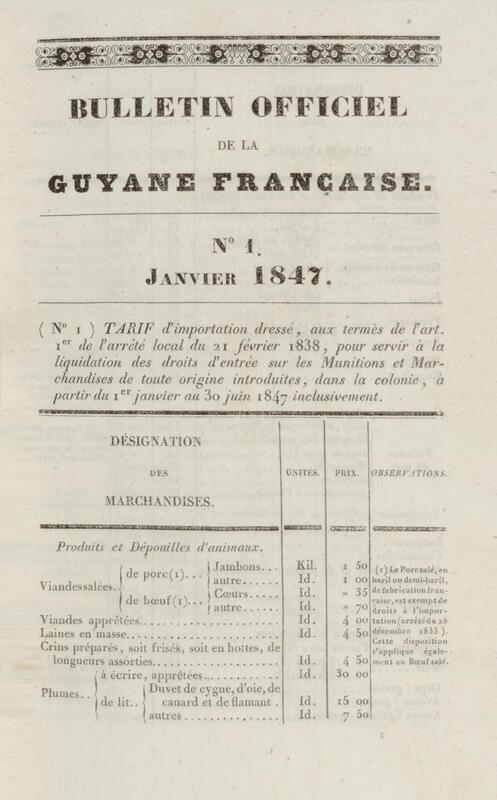 BULLETIN OFFICIEL
DE LA
GUYANE FRANÇAISE.
N° 1.
JANVIER 1847.
( N° 1 ) TARIF d'importation dressé, aux termès de l'art.
1er de l'arrété local du 21 février 1838, pour servir à la
liquidation des droits d'entrée sur les Munitions et Mar-
chandises de toute origine introduites, dans la colonie, à
partir du 1er janvier au 30 juin 1847 inclusivement.
DÉSIGNATION
DES
MARCHANDISES.
UNITÉS.
PRIX.
OBSERVATIONS.
Produits et Dépouilles d'animaux.
Viandes salées. de porc(1)... Jambons... Kil. 1 50
autre...... Id. 1 00
de bœuf(1)... Cœurs..... Id. » 35
autre...... Id. » 70
Viandes apprêtées................ Id. 4 00
Laines en masse.................. Id. 4 50
Crins préparés, soit frisés, soit en bottes, de
longueurs assorties............... Id. 4 50
Plumes... à écrire, apprêtées............ Id. 30 00
de lit.. Duvet de cygne, d'oie, de
canard et de flamant . Id. 15 00
autres................ Id. 7 50
(1) Le Porc salé, en
baril ou demi-baril,
de fabrication fran-
caise, est exempt de
droits à l'impor-
tation (arrêté du 28
décembre 1833 ).
Cette disposition
s'applique égale-
ment au Bœuf salé.
1